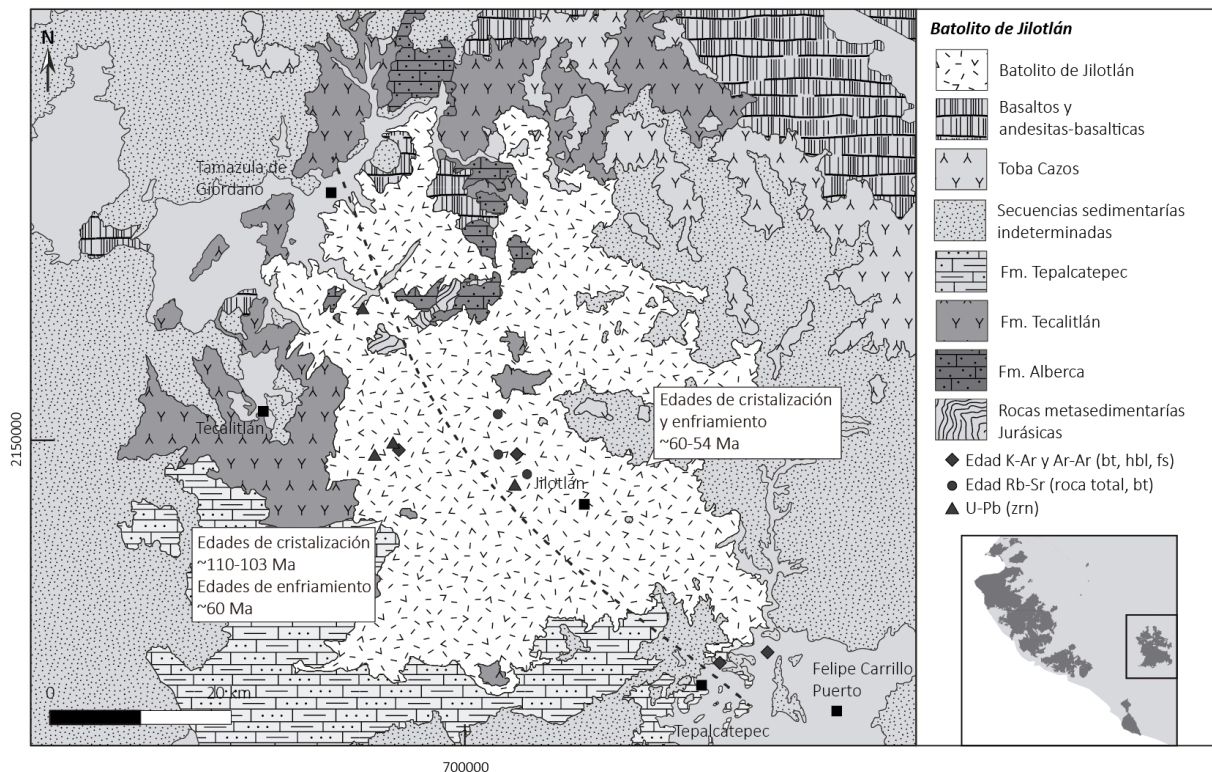 N
Tamazula de
Giordano
Tecalitlán
2150000
Edades de cristalización
y enfriamiento
~60-54 Ma
Jilotlán
Edades de cristalización
~110-103 Ma
Edades de enfriamiento
~60 Ma
Felipe Carrillo
Puerto
Tepalcatepec
0
20 km
700000
Batolito de Jilotlán
Batolito de Jilotlán
Basaltos y
andesitas-basalticas
Toba Cazos
Secuencias sedimentarías
indeterminadas
Fm. Tepalcatepec
Fm. Tecalitlán
Fm. Alberca
Rocas metasedimentarías
Jurásicas
Edad K-Ar y Ar-Ar (bt, hbl, fs)
Edad Rb-Sr (roca total, bt)
U-Pb (zrn)